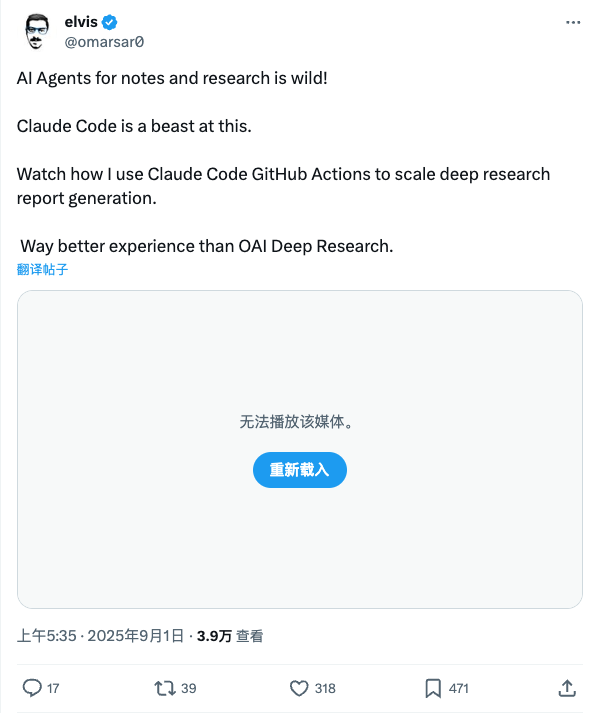 elvis
@omarsar0
AI Agents for notes and research is wild!
Claude Code is a beast at this.
Watch how I use Claude Code GitHub Actions to scale deep research
report generation.
Way better experience than OAI Deep Research.
翻译帖子
无法播放该媒体。
重新载入
上午5:35 · 2025年9月1日 · 3.9万 查看
17 39 318 471